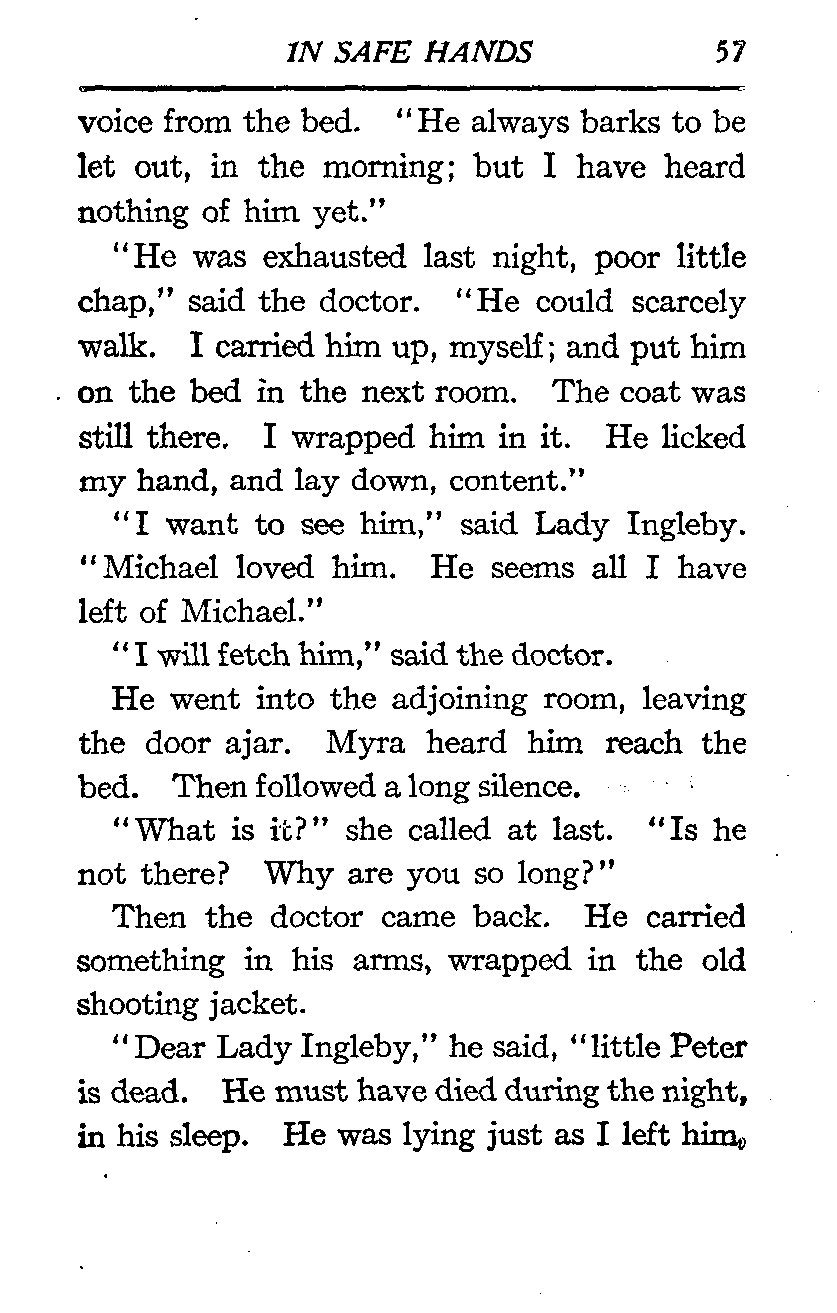 IN SAFE HANDS 57
voice from the bed. "He always barks to be
let out, in the morning; but I have heard
nothing of him yet."
"He was exhausted last night, poor little
chap," said the doctor. "He could scarcely
walk. I carried him up, myself; and put him
on the bed in the next room. The coat was
still there. I wrapped him in it. He licked
my hand, and lay down, content."
"I want to see him," said Lady Ingleby.
"Michael loved him. He seems all I have
left of Michael."
"I will fetch him," said the doctor.
He went into the adjoining room, leaving
the door ajar. Myra heard him reach the
bed. Then followed a long silence.
"What is it?" she called at last. "Is he
not there? Why are you so long?"
Then the doctor came back. He carried
something in his arms, wrapped in the old
shooting jacket.
"Dear Lady Ingleby," he said, "little Peter
is dead. He must have died during the night,
in his sleep. He was lying just as I left him,